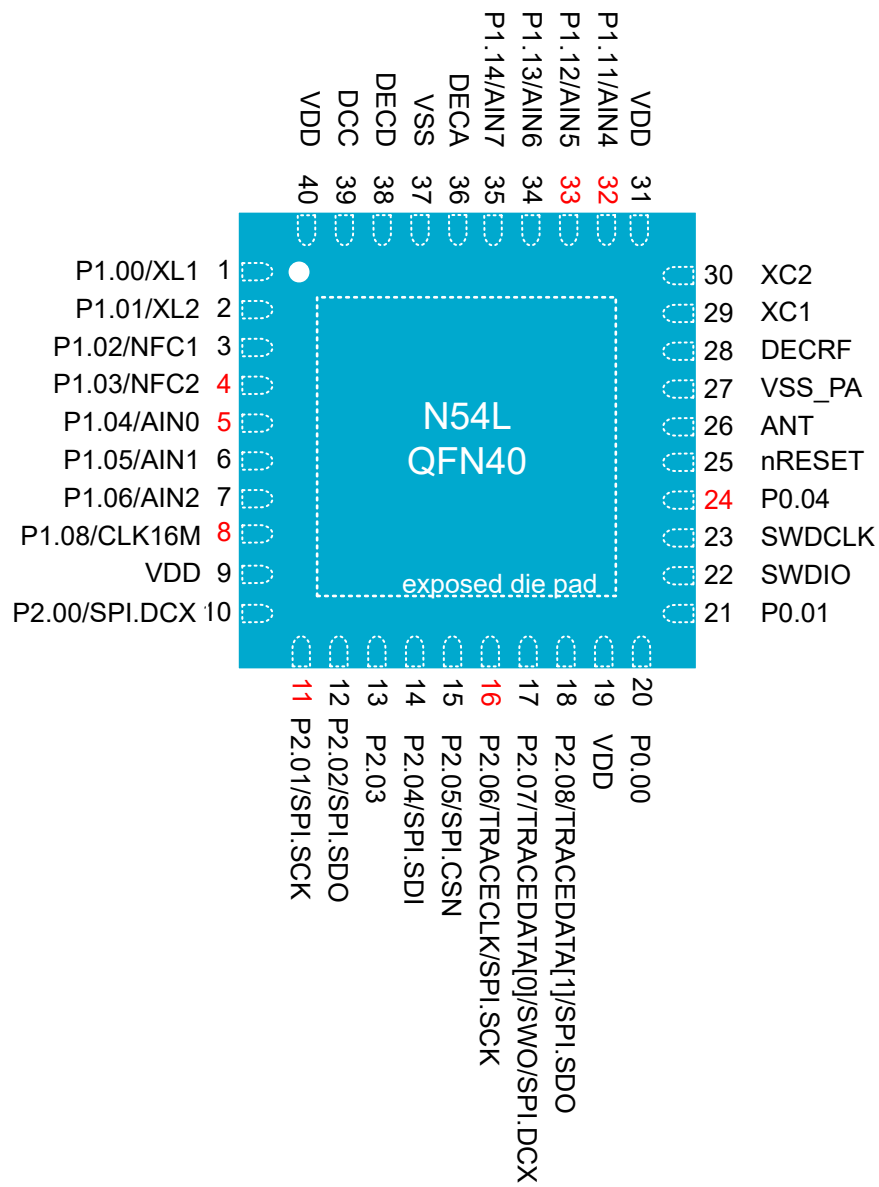 P1.14/AIN7
P1.13/AIN6
P1.12/AIN5
P1.11/AIN4
VDD
DCC
DECD
VSS
DECA
VDD
40 39 38 37 36 35 34 33 32 31
P1.00/XL1 1
P1.01/XL2 2
P1.02/NFC1 3
P1.03/NFC2 4
P1.04/AIN0 5
P1.05/AIN1 6
P1.06/AIN2 7
P1.08/CLK16M 8
VDD 9
P2.00/SPI.DCX 10
N54L
QFN40
exposed die pad
30 XC2
29 XC1
28 DECRF
27 VSS_PA
26 ANT
25 nRESET
24 P0.04
23 SWDCLK
22 SWDIO
21 P0.01
11 P2.01/SPI.SCK
12 P2.02/SPI.SDO
13 P2.03
14 P2.04/SPI.SDI
15 P2.05/SPI.CSN
16 P2.06/TRACECLK/SPI.SCK
17 P2.07/TRACEDATA[0]/SWO/SPI.DCX
18 P2.08/TRACEDATA[1]/SPI.SDO
19 VDD
20 P0.00